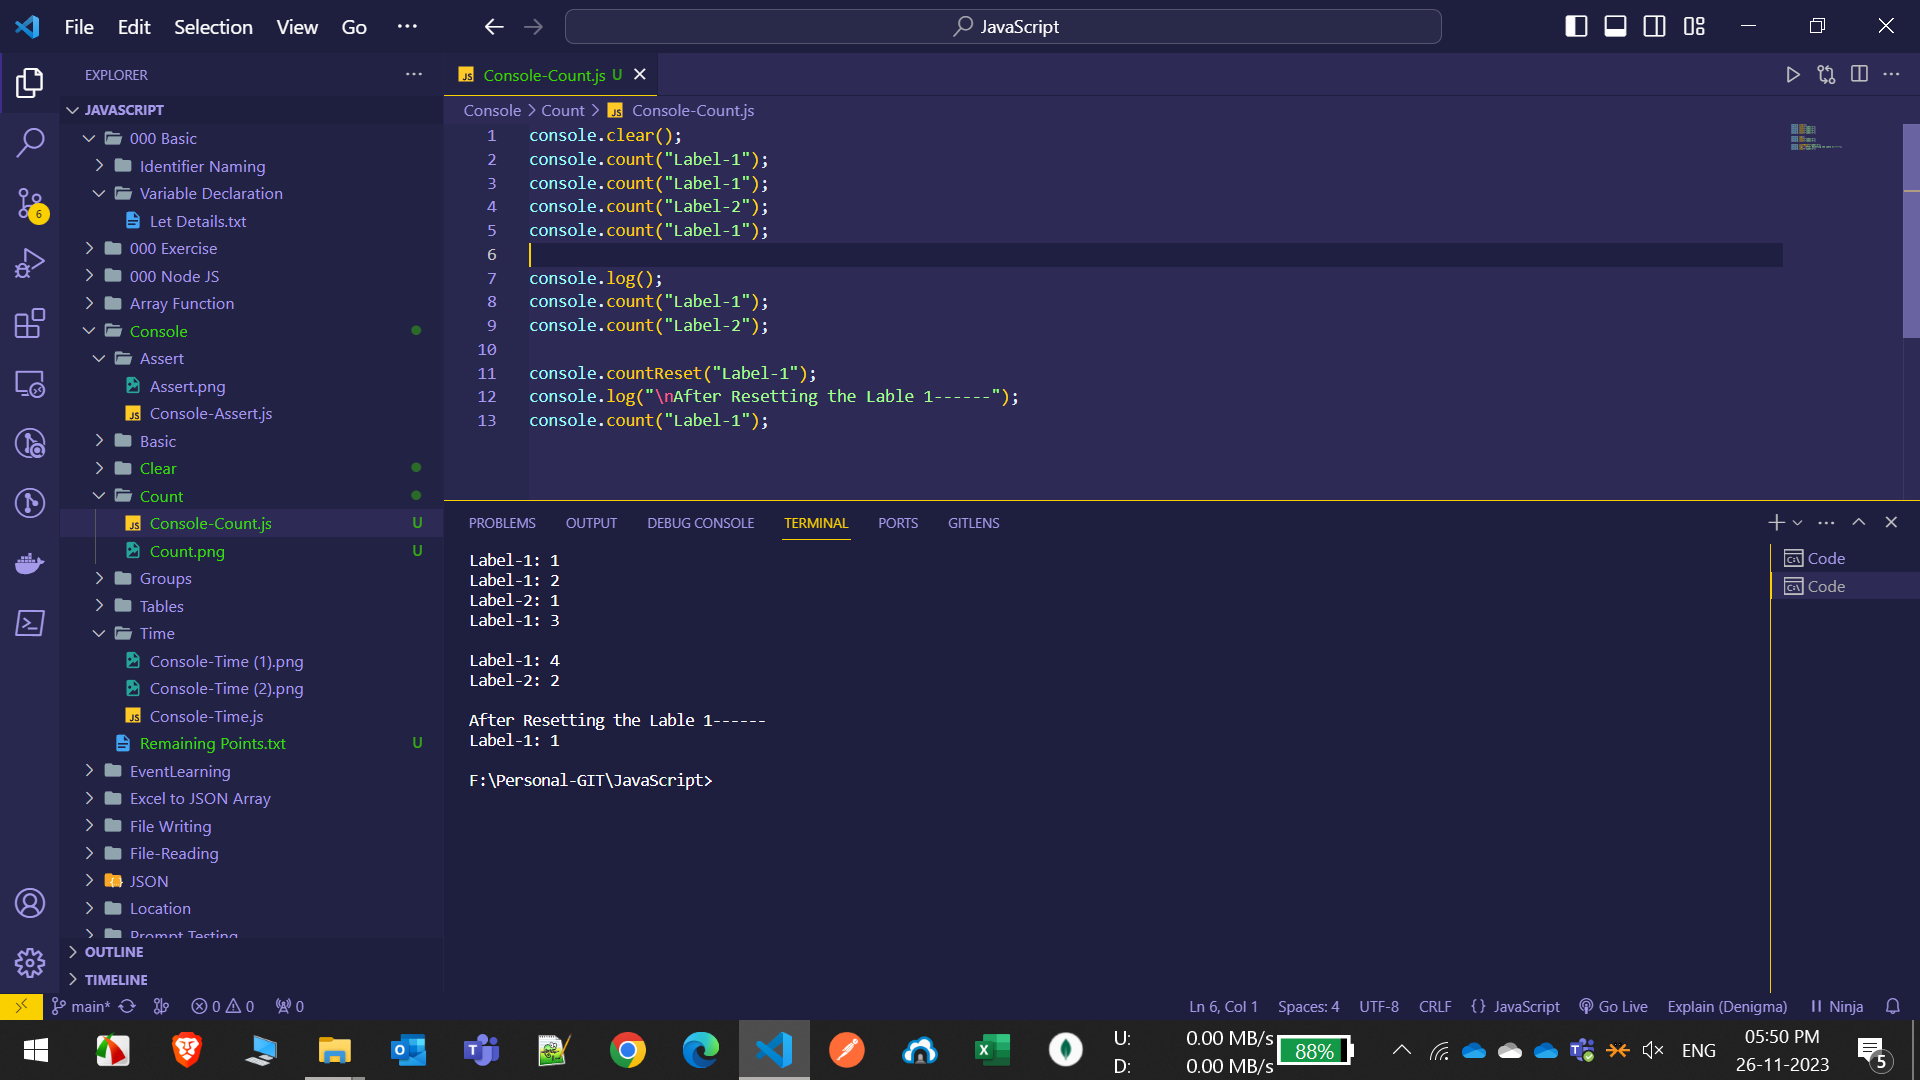 File Edit Selection View Go ···
JavaScript
EXPLORER
JAVASCRIPT
000 Basic
Identifier Naming
Variable Declaration
Let Details.txt
000 Exercise
000 Node JS
Array Function
Console
Assert
Assert.png
Console-Assert.js
Basic
Clear
Count
Console-Count.js U
Count.png U
Groups
Tables
Time
Console-Time (1).png
Console-Time (2).png
Console-Time.js
Remaining Points.txt U
EventLearning
Excel to JSON Array
File Writing
File-Reading
JSON
Location
Prompt Testing
OUTLINE
TIMELINE
6
JS Console-Count.js U
Console > Count > JS Console-Count.js
1 console.clear();
2 console.count("Label-1");
3 console.count("Label-1");
4 console.count("Label-2");
5 console.count("Label-1");
6
7 console.log();
8 console.count("Label-1");
9 console.count("Label-2");
10
11 console.countReset("Label-1");
12 console.log("\nAfter Resetting the Lable 1------");
13 console.count("Label-1");
PROBLEMS OUTPUT DEBUG CONSOLE TERMINAL PORTS GITLENS
Label-1: 1
Label-1: 2
Label-2: 1
Label-1: 3
Label-1: 4
Label-2: 2
After Resetting the Lable 1------
Label-1: 1
F:\Personal-GIT\JavaScript>
Code
Code
main* 0 0 0
Ln 6, Col 1 Spaces: 4 UTF-8 CRLF {} JavaScript Go Live Explain (Denigma) Ninja
U: 0.00 MB/s
D: 0.00 MB/s
88%
ENG
05:50 PM
26-11-2023
5